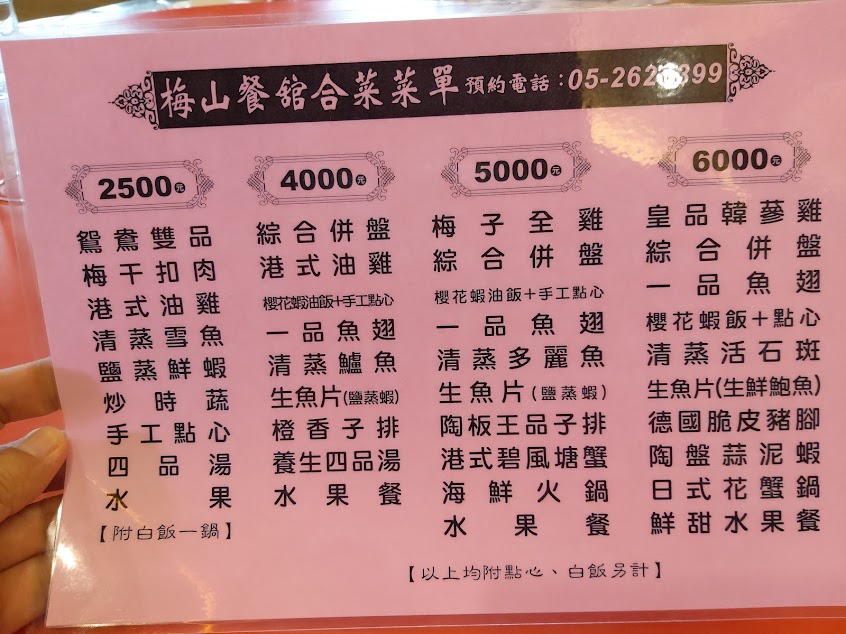 梅山餐舘合菜菜單 預約電話：05-262
2500元
鴛鴦雙品
梅干扣肉
港式油雞
清蒸雪魚
鹽蒸鮮蝦
炒時蔬
手工點心
四品湯
水果
【附白飯一鍋】
4000元
綜合併盤
港式油雞
櫻花蝦油飯+手工點心
一品魚翅
清蒸鱸魚
生魚片(鹽蒸蝦)
橙香子排
養生四品湯
水果餐
5000元
梅子全雞
綜合併盤
櫻花蝦油飯+手工點心
一品魚翅
清蒸多麗魚
生魚片(鹽蒸蝦)
陶板王品子排
港式碧風塘蟹
海鮮火鍋
水果餐
6000元
皇品韓蔘雞
綜合併盤
一品魚翅
櫻花蝦飯+點心
清蒸活石斑
生魚片(生鮮鮑魚)
德國脆皮豬腳
陶盤蒜泥蝦
日式花蟹鍋
鮮甜水果餐
【以上均附點心、白飯另計】